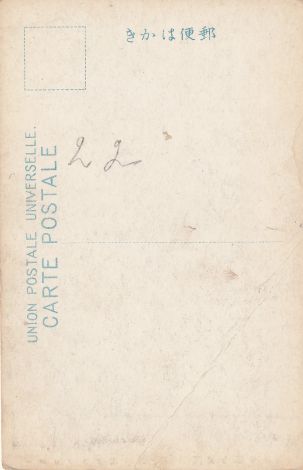 きかは便郵
UNION POSTALE UNIVERSELLE.
CARTE POSTALE
22